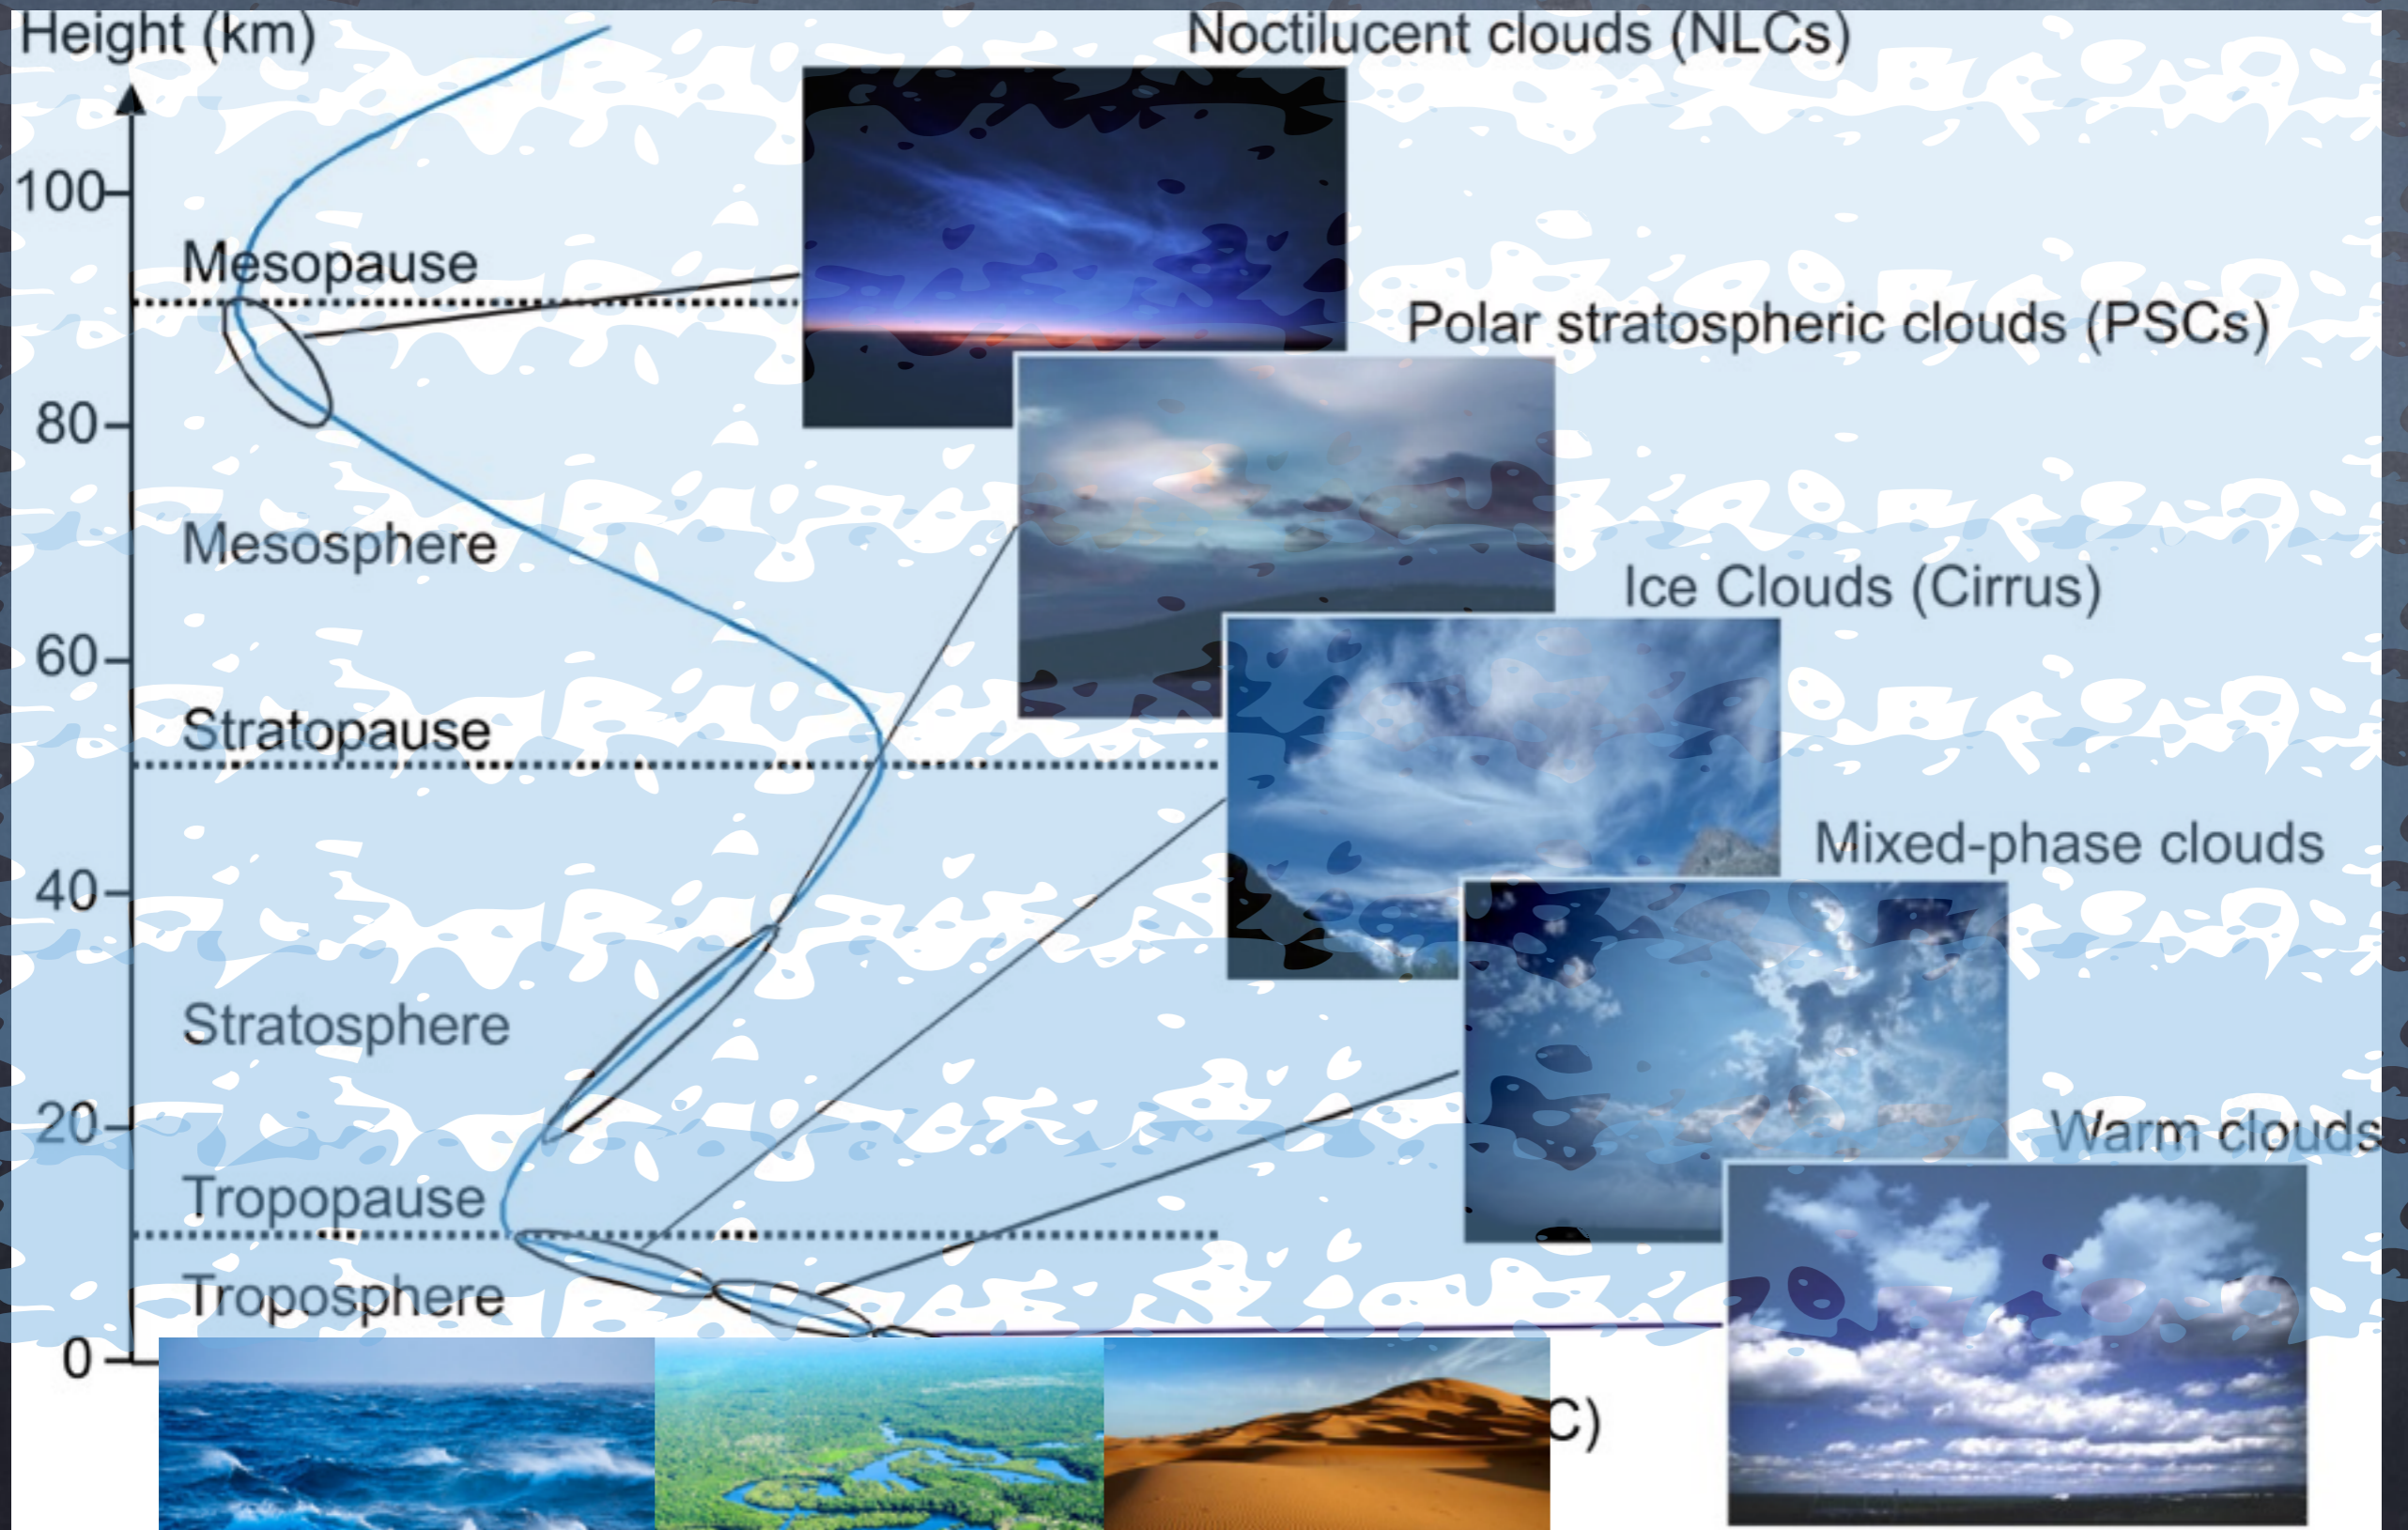 Height (km)
Noctilucent clouds (NLCs)
100
Mesopause
Polar stratospheric clouds (PSCs)
80
Mesosphere
Ice Clouds (Cirrus)
60
Stratopause
Mixed-phase clouds
40
Stratosphere
20
Warm clouds
Tropopause
Troposphere
0
C)